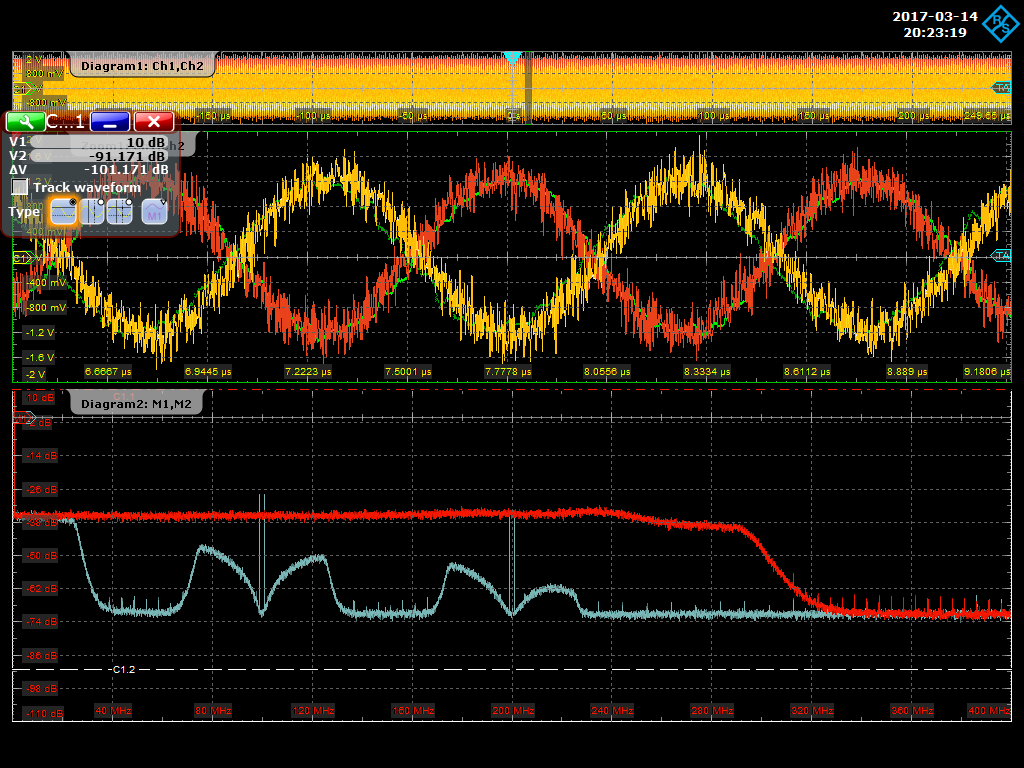 2017-03-14
20:23:19
2 V
Diagram1: Ch1,Ch2
800 mV
TA
-800 mV
-150 µs
-100 µs
-50 µs
0 s
50 µs
100 µs
150 µs
200 µs
249.65 µs
C...1
V1 10 dB
V2 -91.171 dB
ΔV -101.171 dB
Track waveform
Type
M1
TA
-400 mV
-800 mV
-1.2 V
-1.6 V
-2 V
6.6667 µs
6.9445 µs
7.2223 µs
7.5001 µs
7.7778 µs
8.0556 µs
8.3334 µs
8.6112 µs
8.889 µs
9.1806 µs
10 dB
C1.1
Diagram2: M1,M2
-2 dB
-14 dB
-26 dB
-38 dB
-50 dB
-62 dB
-74 dB
-86 dB
C1.2
-98 dB
-110 dB
40 MHz
80 MHz
120 MHz
160 MHz
200 MHz
240 MHz
280 MHz
320 MHz
360 MHz
400 MHz